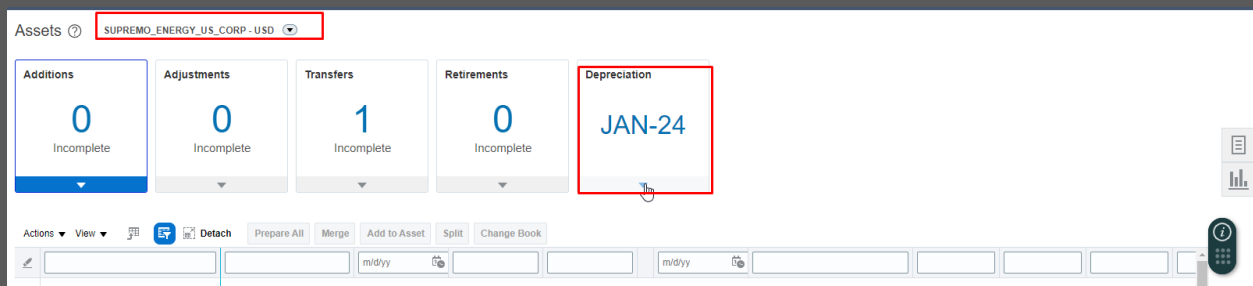 Assets
SUPREMO_ENERGY_US_CORP - USD
Additions
0
Incomplete
Adjustments
0
Incomplete
Transfers
1
Incomplete
Retirements
0
Incomplete
Depreciation
JAN-24
Actions View Detach Prepare All Merge Add to Asset Split Change Book
m/d/yy m/d/yy